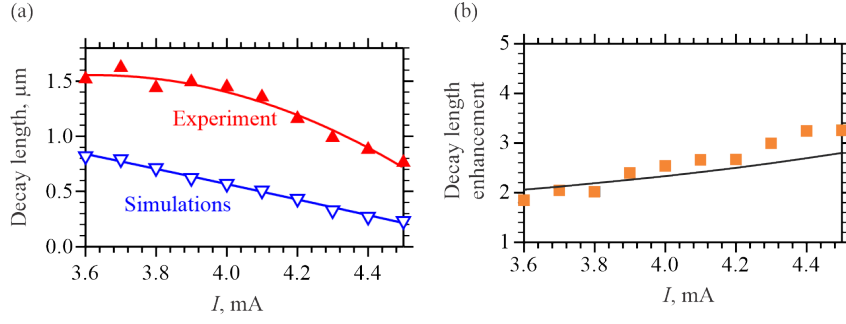 (a)
Decay length, µm
1.5
1.0
0.5
0.0
Experiment
Simulations
3.6 3.8 4.0 4.2 4.4
I, mA
(b)
Decay length
enhancement
5
4
3
2
1
3.6 3.8 4.0 4.2 4.4
I, mA